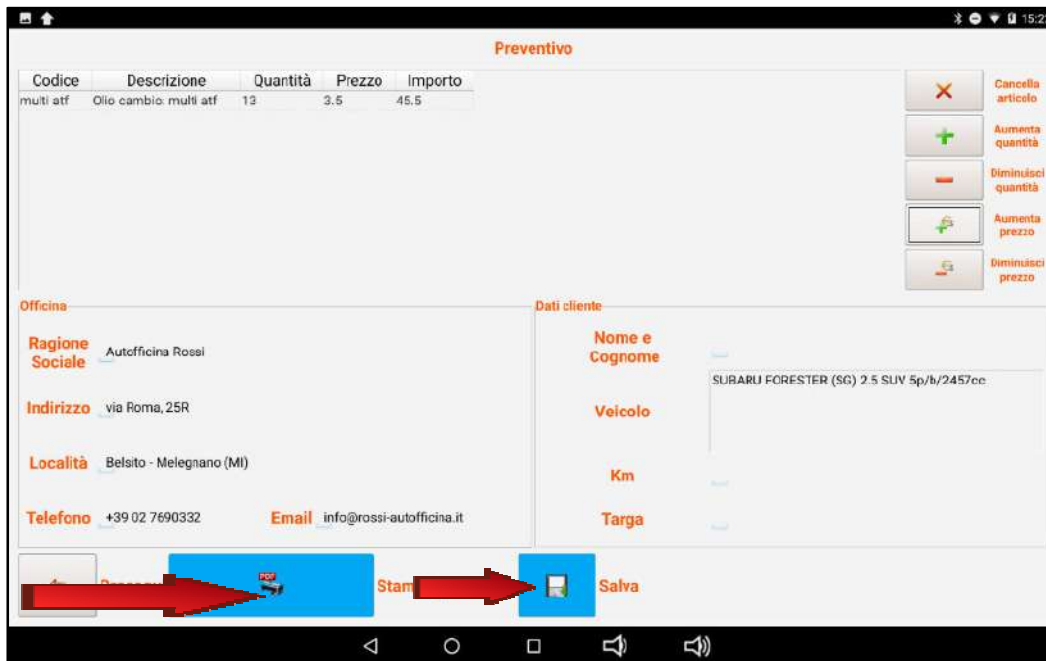 15:2
Preventivo
Codice Descrizione Quantità Prezzo Importo
multi atf Olio cambio: multi atf 13 3.5 45.5
Cancella
articolo
Aumenta
quantità
Diminuisci
quantità
Aumenta
prezzo
Diminuisci
prezzo
Officina
Ragione
Sociale
Autofficina Rossi
Indirizzo via Roma, 25R
Località Belsito - Melegnano (MI)
Telefono +39 02 7690332 Email info@rossi-autofficina.it
Dati cliente
Nome e
Cognome
Veicolo
SUBARU FORESTER (SG) 2.5 SUV 5p/b/2457cc
Km
Targa
PDF
Stam
Salva